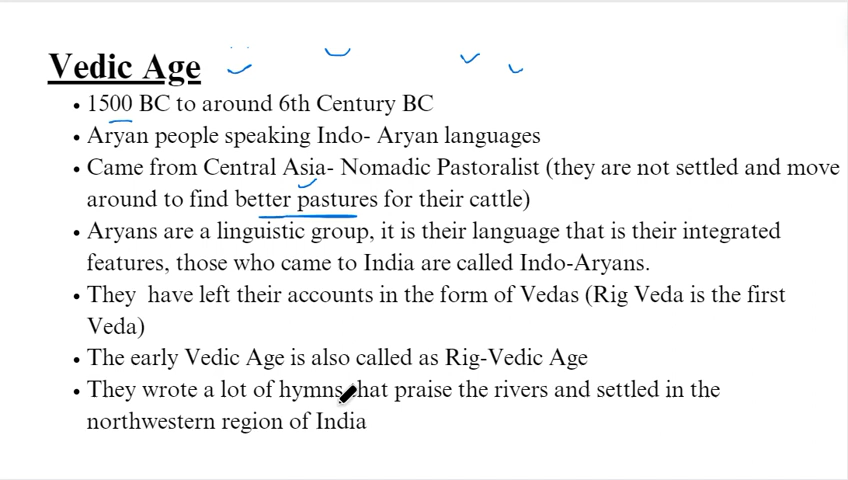 Vedic Age
• 1500 BC to around 6th Century BC
• Aryan people speaking Indo- Aryan languages
• Came from Central Asia- Nomadic Pastoralist (they are not settled and move
around to find better pastures for their cattle)
• Aryans are a linguistic group, it is their language that is their integrated
features, those who came to India are called Indo-Aryans.
• They have left their accounts in the form of Vedas (Rig Veda is the first
Veda)
• The early Vedic Age is also called as Rig-Vedic Age
• They wrote a lot of hymns that praise the rivers and settled in the
northwestern region of India